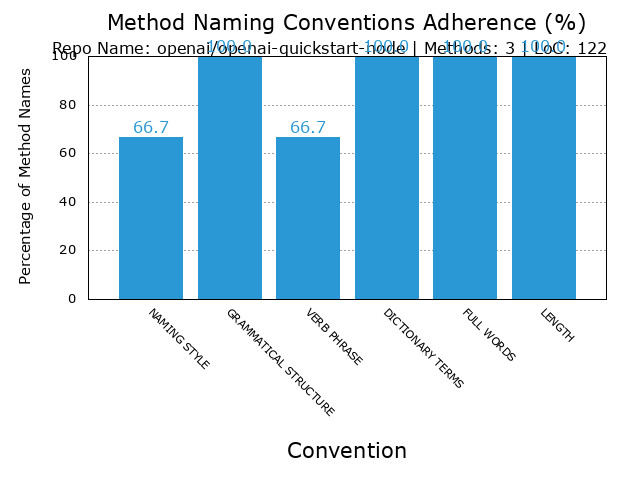 Method Naming Conventions Adherence (%)
Repo Name: openai/openai-quickstart-node | Methods: 3 | LoC: 122
Percentage of Method Names
100
80
60
40
20
0
66.7
100.0
66.7
100.0
100.0
100.0
NAMING STYLE
GRAMMATICAL STRUCTURE
VERB PHRASE
DICTIONARY TERMS
FULL WORDS
LENGTH
Convention